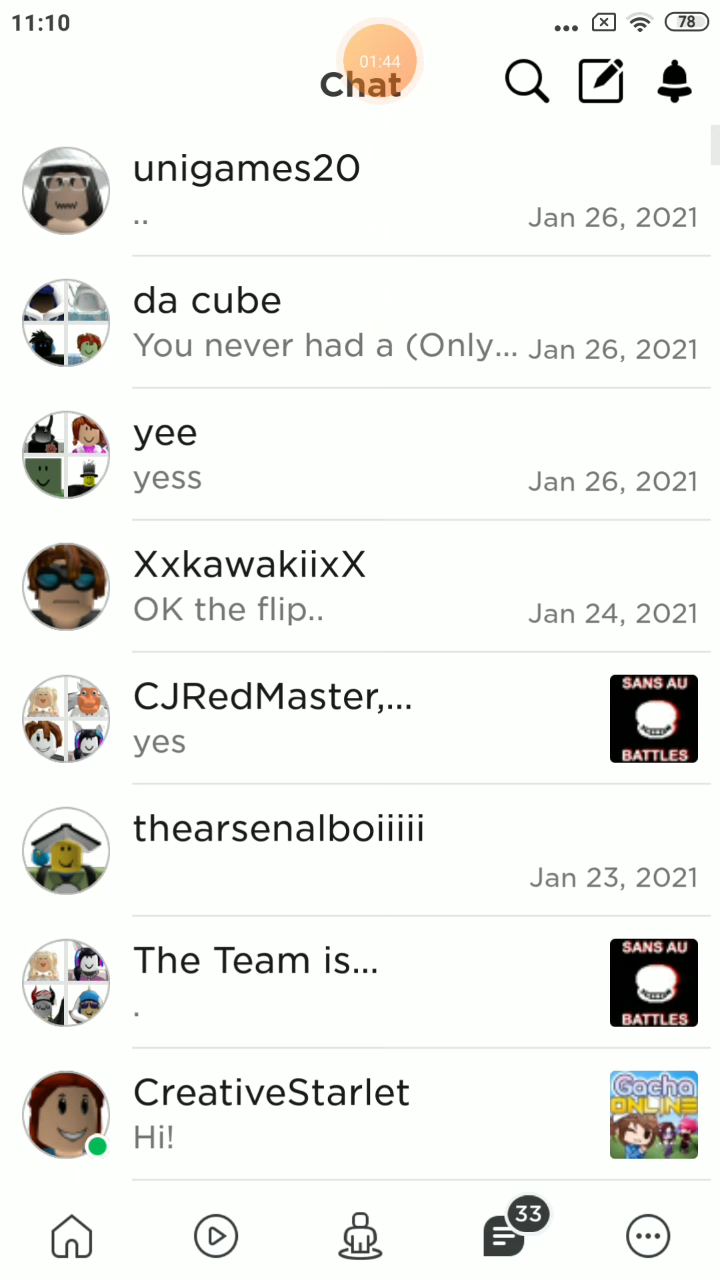 11:10
78
01:44
Chat
unigames20
..
Jan 26, 2021
da cube
You never had a (Only...
Jan 26, 2021
yee
yess
Jan 26, 2021
XxkawakiixX
OK the flip..
Jan 24, 2021
CJRedMaster,...
yes
SANS AU
BATTLES
thearsenalboiiiii
Jan 23, 2021
The Team is...
.
SANS AU
BATTLES
CreativeStarlet
Hi!
Gacha
ONLINE
33